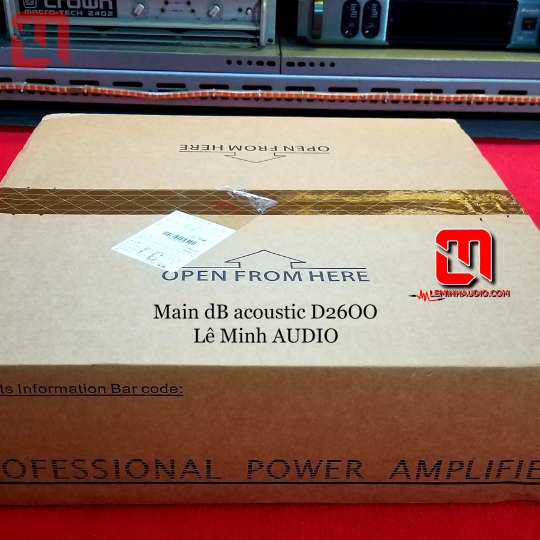 crown
MACRO-TECH 2402
OPEN FROM HERE
OPEN FROM HERE
LEMINHAUDIO.COM
Main dB acoustic D2600
Lê Minh AUDIO
ts Information Bar code:
OFESSIONAL POWER AMPLIFIE